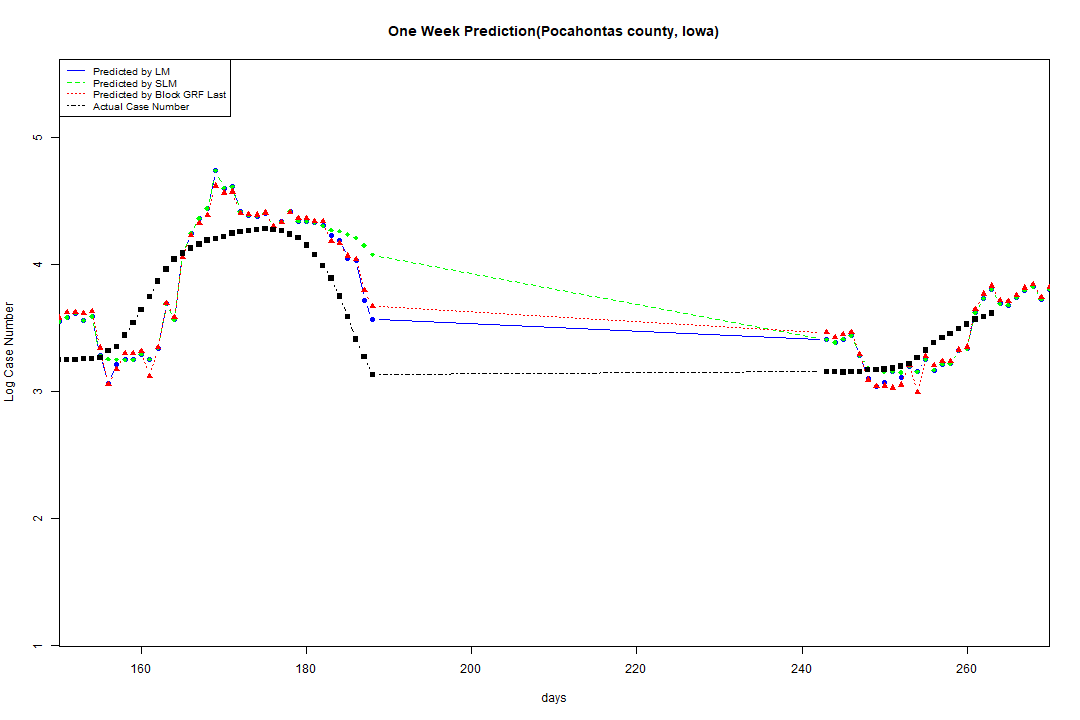 One Week Prediction(Pocahontas county, Iowa)
Predicted by LM
Predicted by SLM
Predicted by Block GRF Last
Actual Case Number
5
4
3
2
1
Log Case Number
160 180 200 220 240 260
days